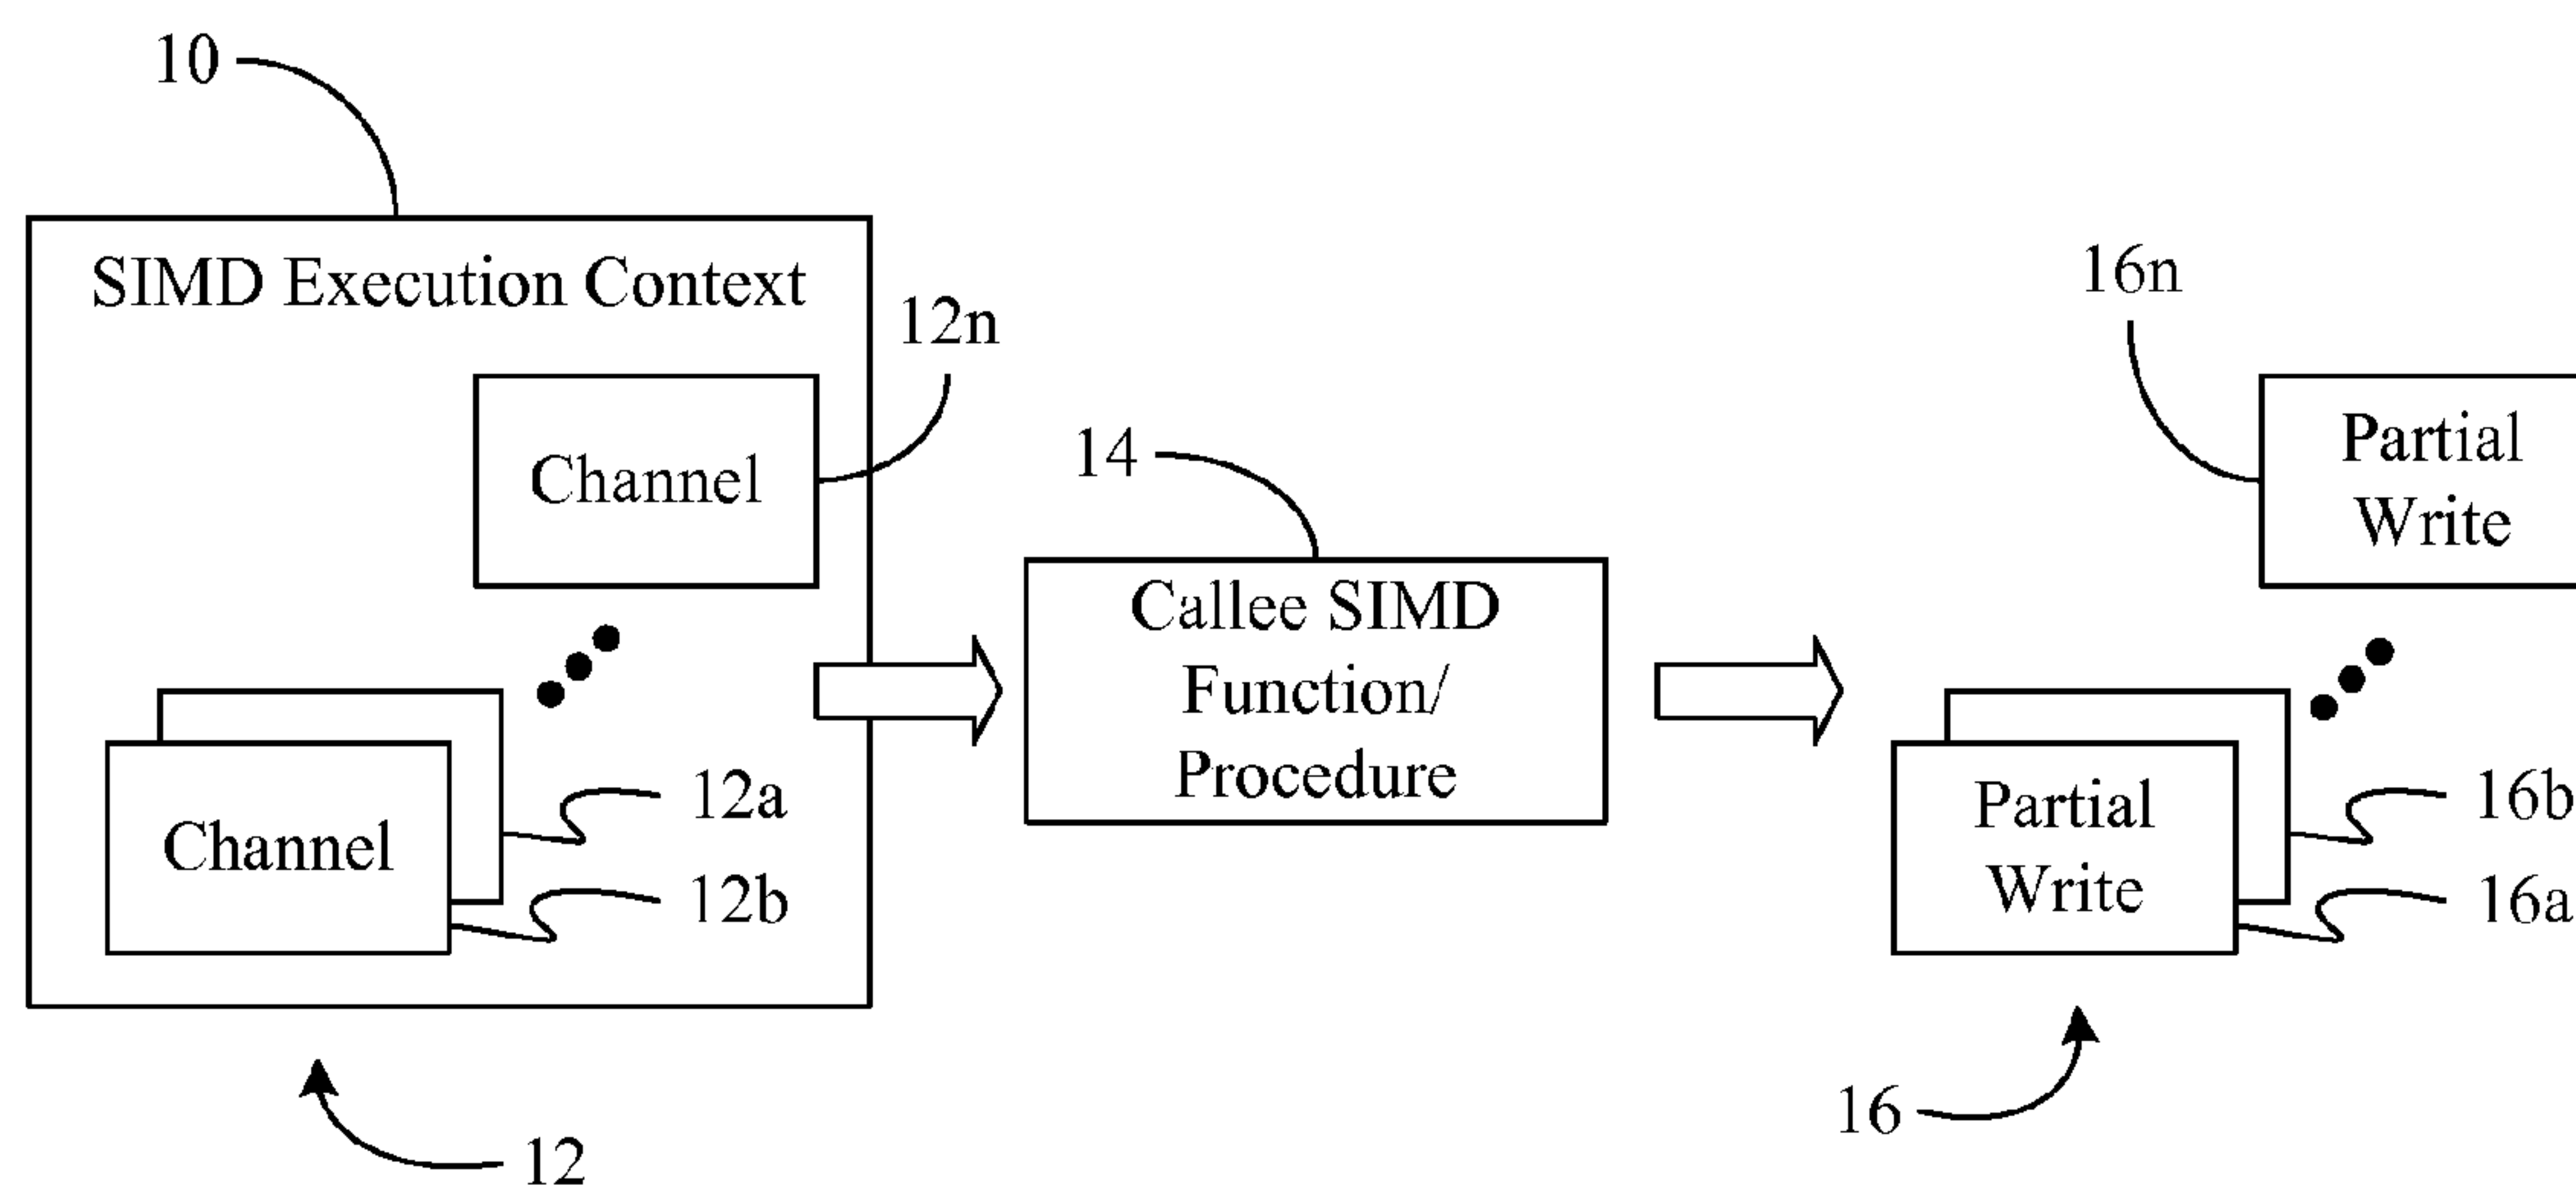 10
SIMD Execution Context
12n
16n
Channel
14
Partial
Write
Callee SIMD
Function/
Procedure
12a
12b
Channel
Partial
Write
16b
16a
12
16